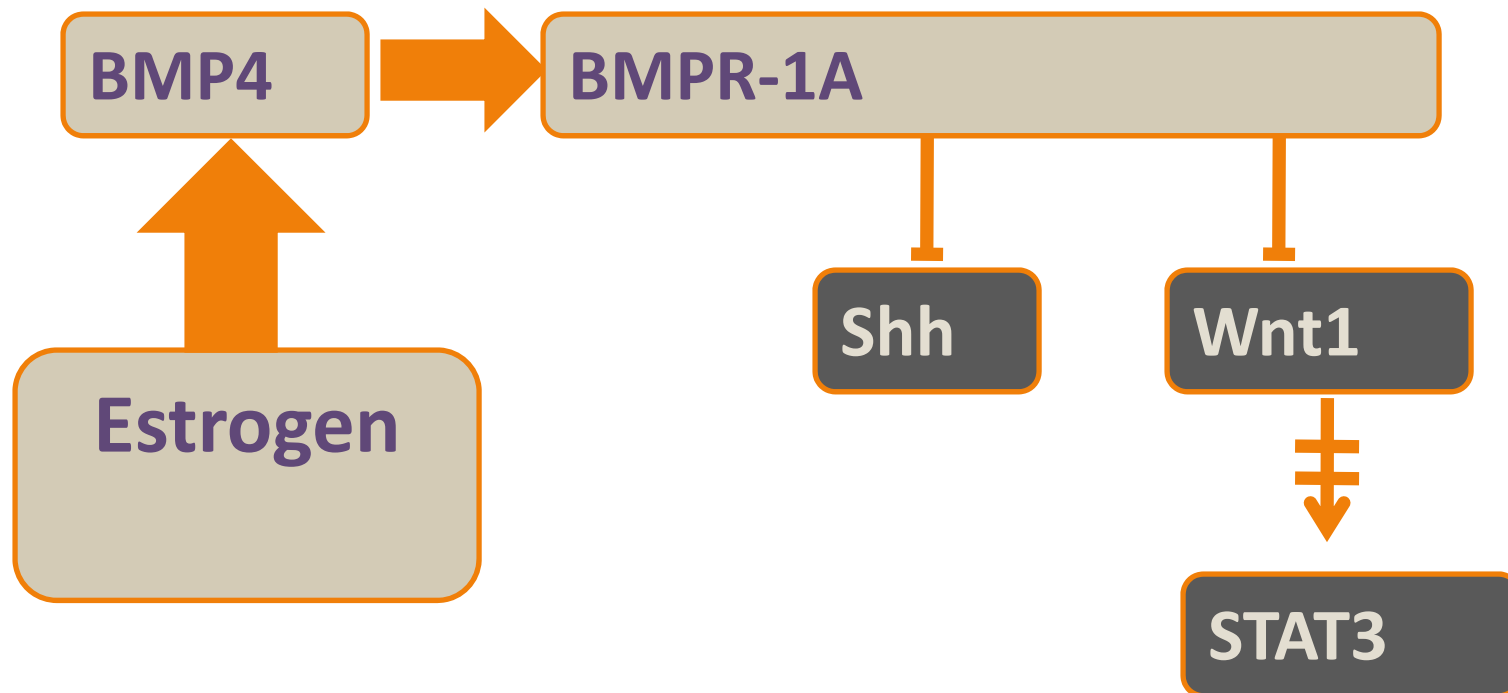 BMP4
BMPR-1A
Shh
Wnt1
Estrogen
STAT3